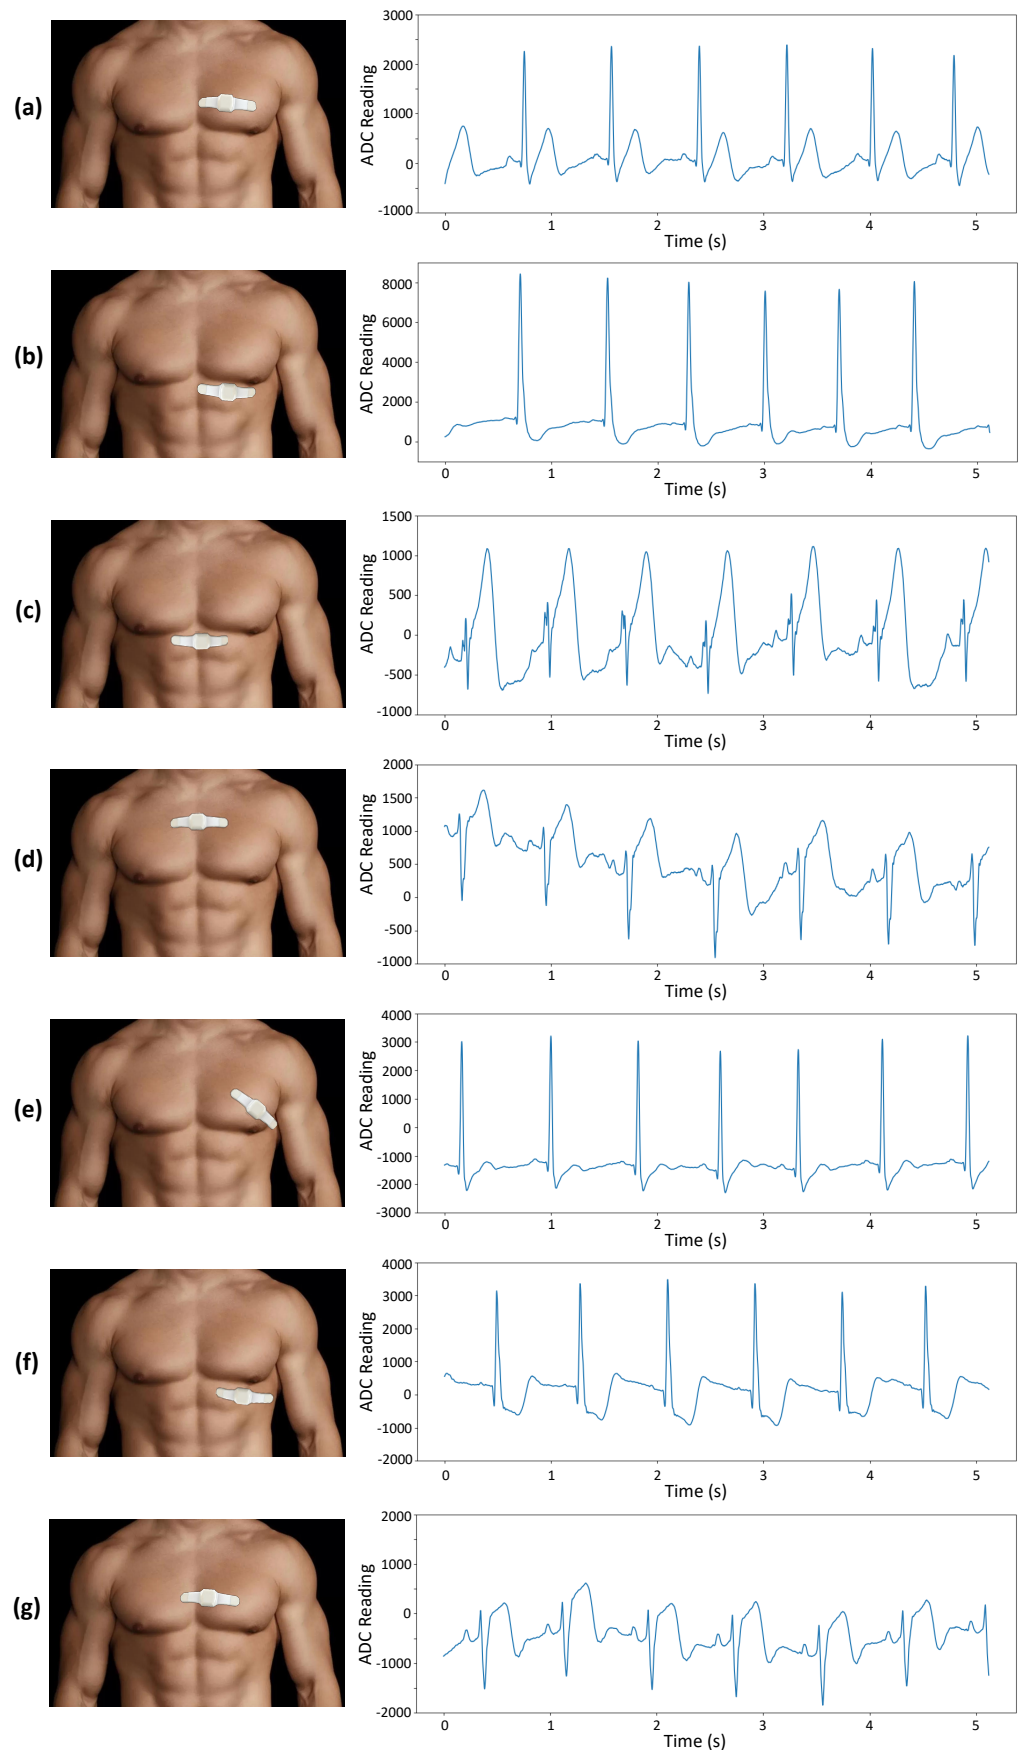 (a)
ADC Reading
3000
2000
1000
0
-1000
0 1 2 3 4 5
Time (s)
(b)
ADC Reading
8000
6000
4000
2000
0
0 1 2 3 4 5
Time (s)
(c)
ADC Reading
1500
1000
500
0
-500
-1000
0 1 2 3 4 5
Time (s)
(d)
ADC Reading
2000
1500
1000
500
0
-500
-1000
0 1 2 3 4 5
Time (s)
(e)
ADC Reading
4000
3000
2000
1000
0
-1000
-2000
-3000
0 1 2 3 4 5
Time (s)
(f)
ADC Reading
4000
3000
2000
1000
0
-1000
-2000
0 1 2 3 4 5
Time (s)
(g)
ADC Reading
2000
1000
0
-1000
-2000
0 1 2 3 4 5
Time (s)